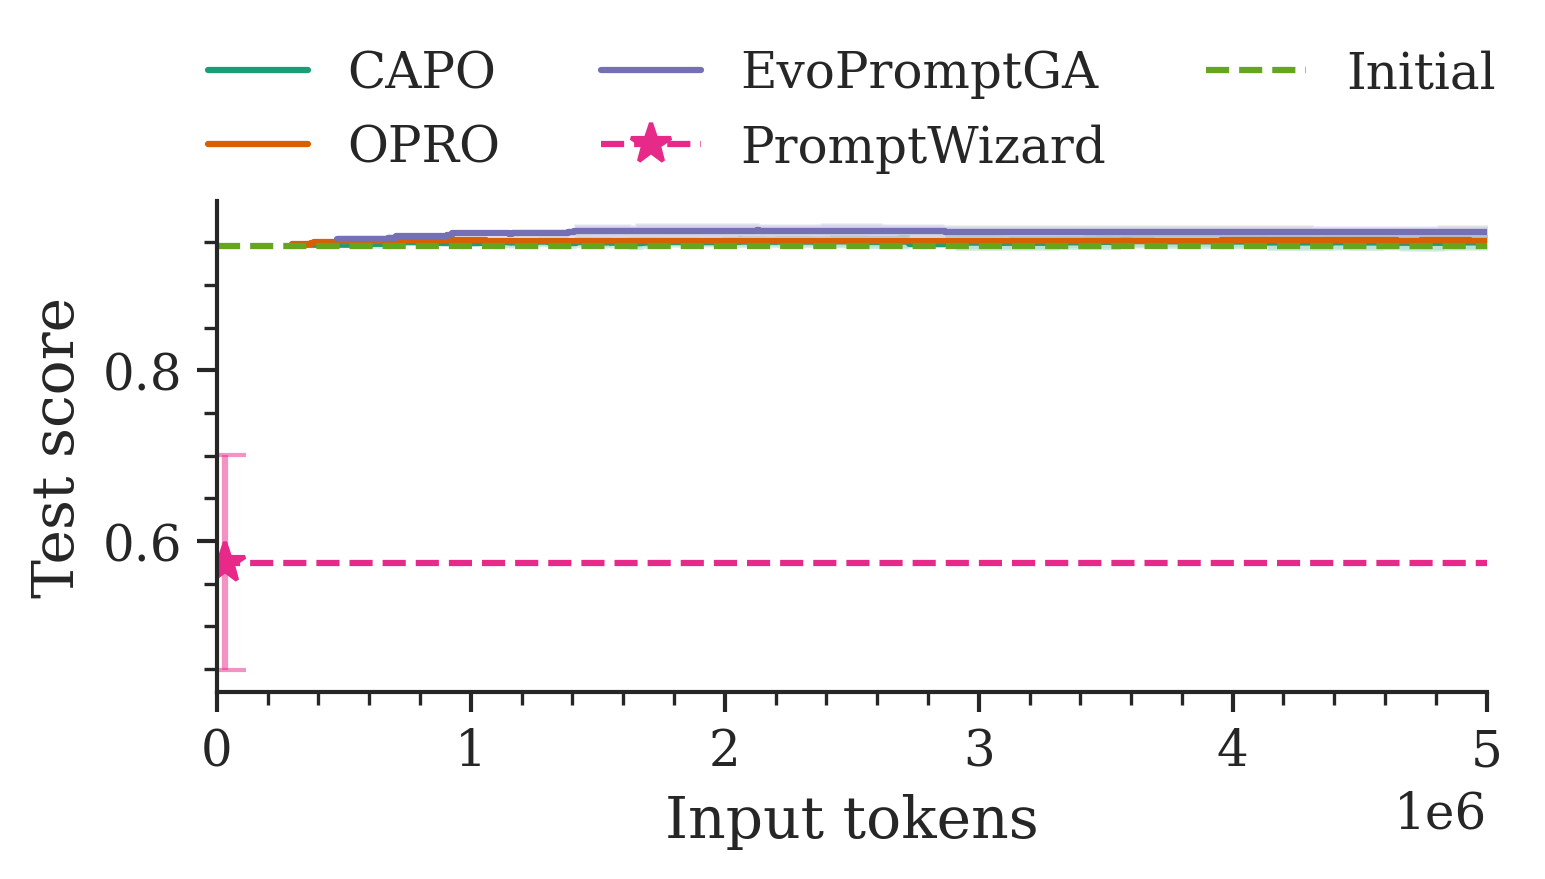 CAPO EvoPromptGA Initial
OPRO PromptWizard
Test score
0.8
0.6
0 1 2 3 4 5
Input tokens
1e6